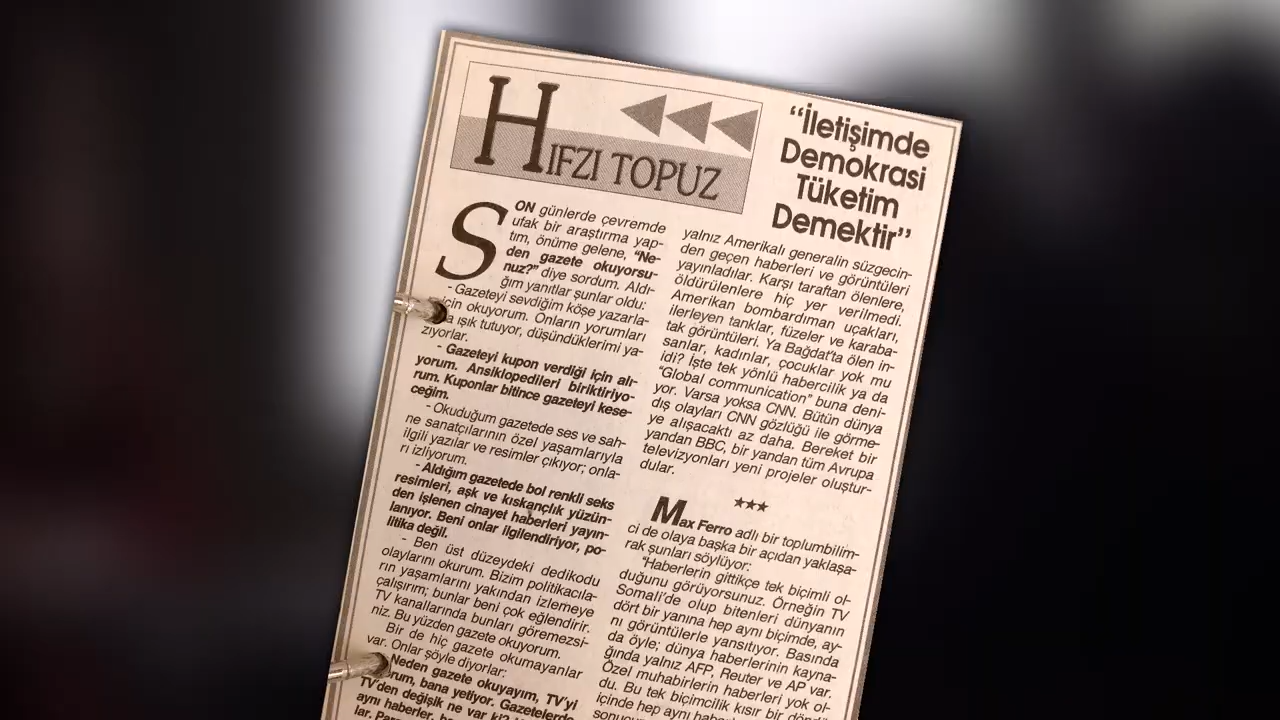 HIFZI TOPUZ
"İletişimde
Demokrasi
Tüketim
Demektir"
SON günlerde çevremde
ufak bir araştırma yap-
tım, önüme gelene, "Ne-
den gazete okuyorsu-
nuz?" diye sordum. Aldı-
ğım yanıtlar şunlar oldu;
- Gazeteyi sevdiğim köşe yazarla-
için okuyorum. Onların yorumları
a ışık tutuyor, düşündüklerimi ya-
zıyorlar.
- Gazeteyi kupon verdiği için alı-
yorum. Ansiklopedileri biriktiriyo-
rum. Kuponlar bitince gazeteyi kese-
ceğim.
- Okuduğum gazetede ses ve sah-
ne sanatçılarının özel yaşamlarıyla
ilgili yazılar ve resimler çıkıyor; onla-
rı izliyorum.
- Aldığım gazetede bol renkli seks
resimleri, aşk ve kıskançlık yüzün-
den işlenen cinayet haberleri yayın-
lanıyor. Beni onlar ilgilendiriyor, po-
litika değil.
- Ben üst düzeydeki dedikodu
olaylarını okurum. Bizim politikacıla-
rın yaşamlarını yakından izlemeye
çalışırım; bunlar beni çok eğlendirir.
TV kanallarında bunları göremezsi-
niz. Bu yüzden gazete okuyorum.
Bir de hiç gazete okumayanlar
var. Onlar şöyle diyorlar:
Neden gazete okuyayım, TV'yi
rum, bana yetiyor. Gazetelerde
TV'den değişik ne var ki?
aynı haberler,
yalnız Amerikalı generalin süzgecin-
den geçen haberleri ve görüntüleri
yayınladılar. Karşı taraftan ölenlere,
öldürülenlere hiç yer verilmedi.
Amerikan bombardıman uçakları,
ilerleyen tanklar, füzeler ve karaba-
tak görüntüleri. Ya Bağdat'ta ölen in-
sanlar, kadınlar, çocuklar yok mu
idi? İşte tek yönlü habercilik ya da
"Global communication" buna deni-
yor. Varsa yoksa CNN. Bütün dünya
dış olayları CNN gözlüğü ile görme-
ye alışacaktı az daha. Bereket bir
yandan BBC, bir yandan tüm Avrupa
televizyonları yeni projeler oluştur-
dular.
Max Ferro adlı bir toplumbilim-
ci de olaya başka bir açıdan yaklaşa-
rak şunları söylüyor:
"Haberlerin gittikçe tek biçimli ol-
duğunu görüyorsunuz. Örneğin TV
Somali'de olup bitenleri dünyanın
dört bir yanına hep aynı biçimde, ay-
nı görüntülerle yansıtıyor. Basında
da öyle; dünya haberlerinin kayna-
ğında yalnız AFP, Reuter ve AP var.
Özel muhabirlerin haberleri yok ol-
du. Bu tek biçimcilik kısır bir
içinde hep aynı